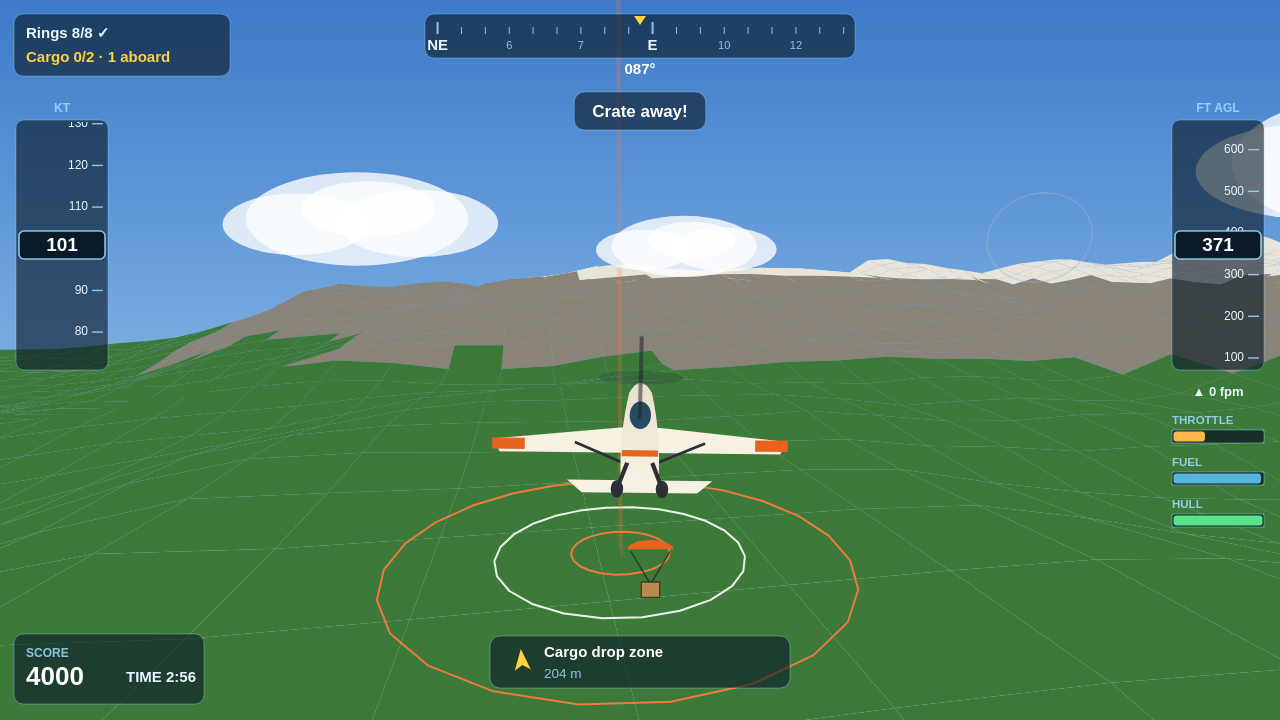 Rings 8/8 ✓
Cargo 0/2 · 1 aboard
NE 6 7 E 10 12
087°
Crate away!
KT
130
120
110
101
90
80
FT AGL
600
500
400
371
300
200
100
▲ 0 fpm
THROTTLE
FUEL
HULL
SCORE
4000 TIME 2:56
Cargo drop zone
204 m